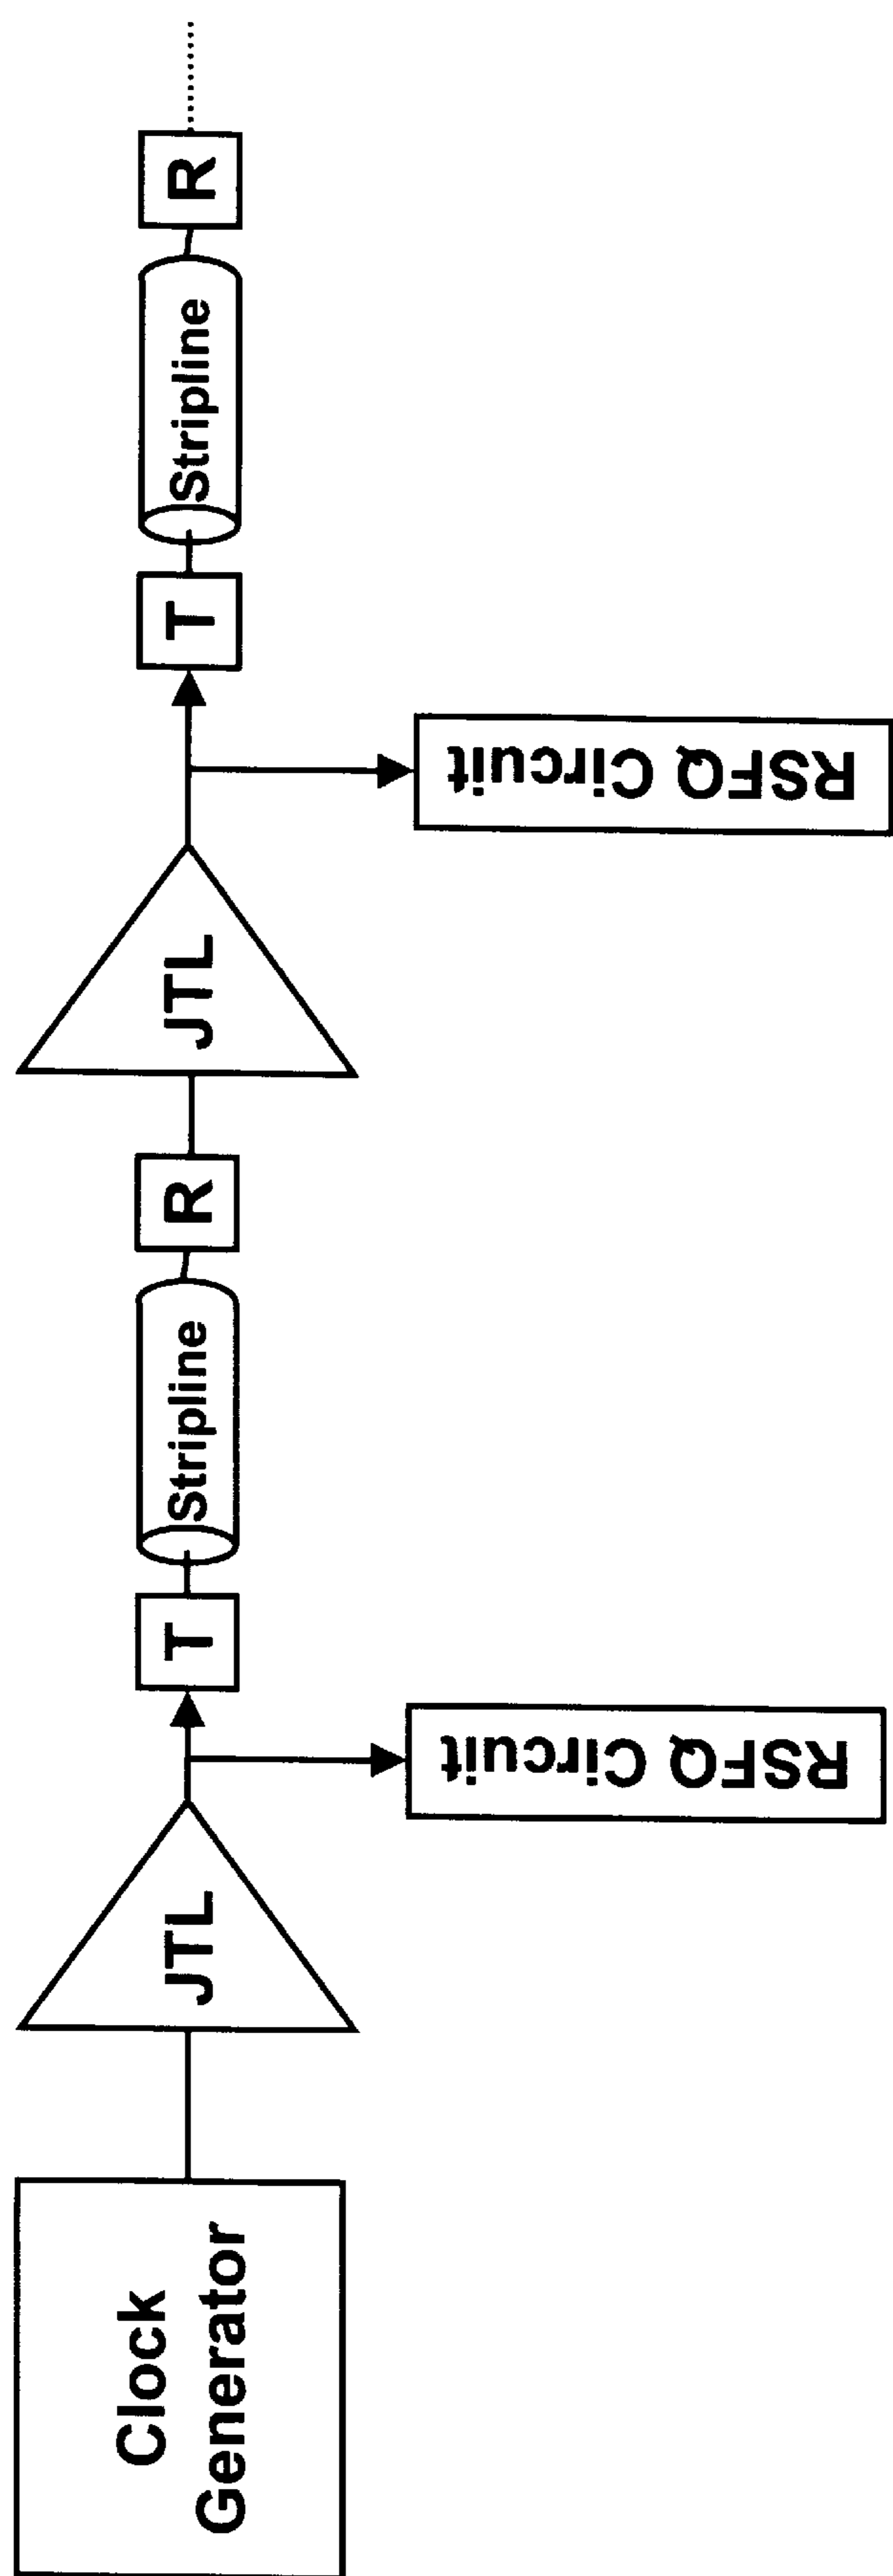 Clock
Generator
JTL
RSFQ Circuit
T
Stripline
R
JTL
RSFQ Circuit
T
Stripline
R